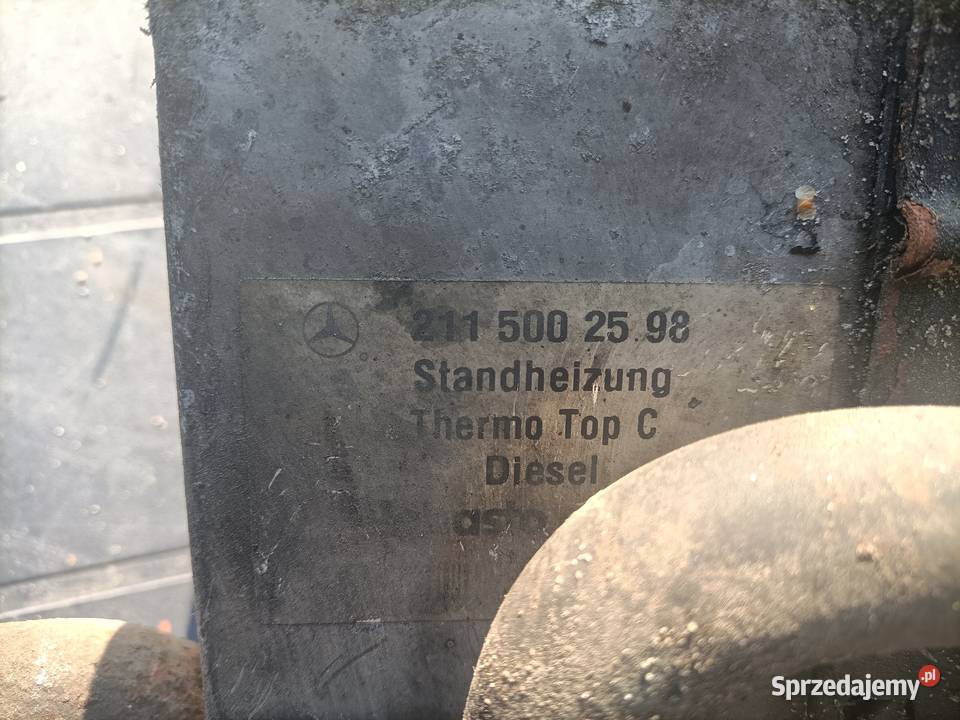 211 500 25 98
Standheizung
Thermo Top C
Diesel
Sprzedajemy.pl